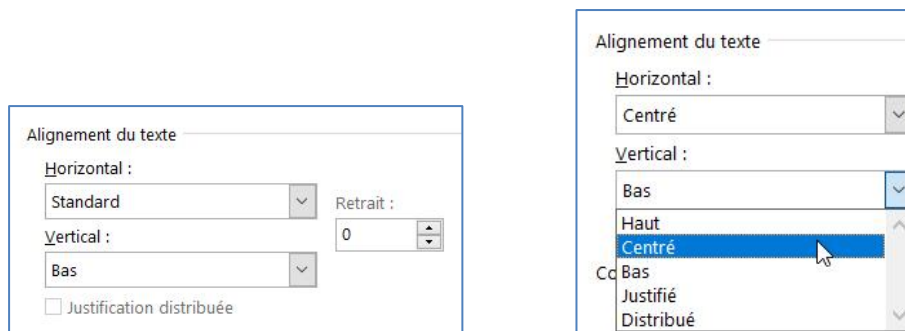 Alignement du texte
Horizontal :
Standard
Retrait :
Vertical :
0
Bas
Justification distribuée
Alignement du texte
Horizontal :
Centré
Vertical :
Bas
Haut
Centré
Co
Bas
Justifié
Distribué